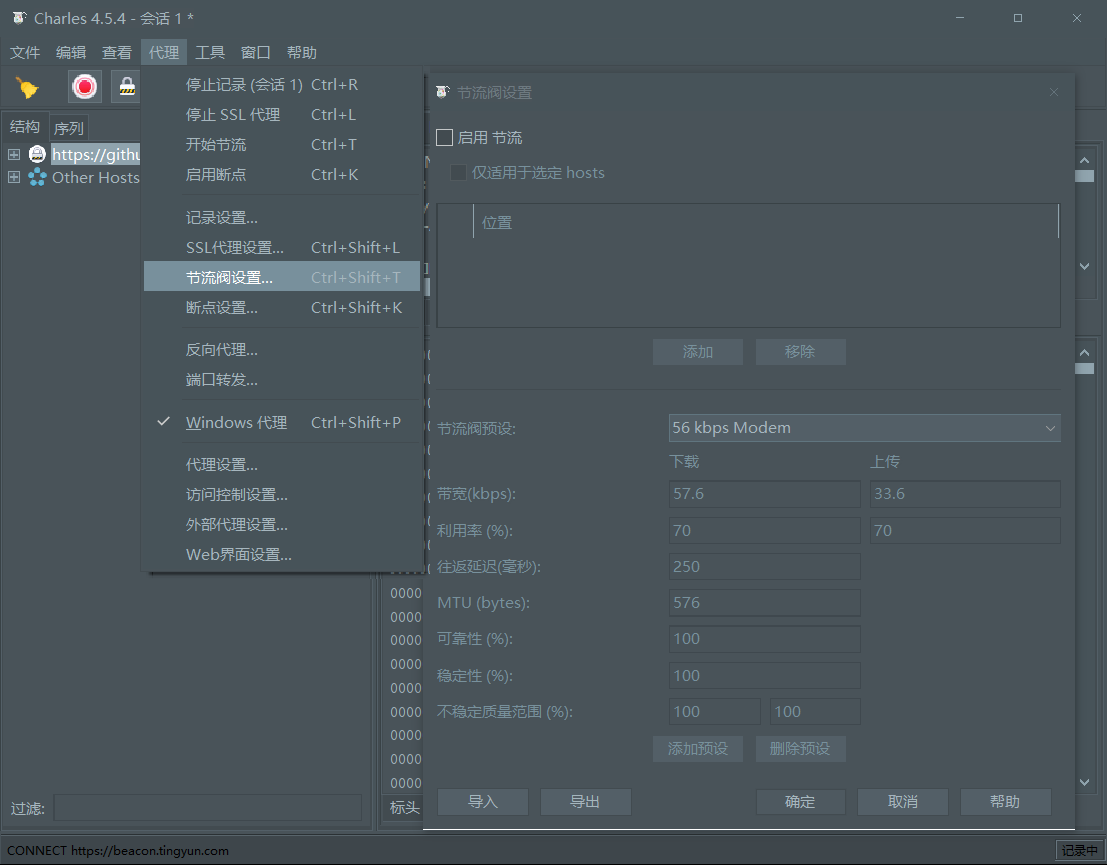 Charles 4.5.4 - 会话 1 *
文件 编辑 查看 代理 工具 窗口 帮助
结构 序列
https://githu
Other Hosts
停止记录 (会话 1) Ctrl+R
停止 SSL 代理 Ctrl+L
开始节流 Ctrl+T
启用断点 Ctrl+K
记录设置...
SSL代理设置... Ctrl+Shift+L
节流阀设置... Ctrl+Shift+T
断点设置... Ctrl+Shift+K
反向代理...
端口转发...
Windows 代理 Ctrl+Shift+P
代理设置...
访问控制设置...
外部代理设置...
Web界面设置...
节流阀设置
启用 节流
仅适用于选定 hosts
位置
添加 移除
节流阀预设: 56 kbps Modem
下载 上传
带宽(kbps): 57.6 33.6
利用率 (%): 70 70
往返延迟(毫秒): 250
MTU (bytes): 576
可靠性 (%): 100
稳定性 (%): 100
不稳定质量范围 (%): 100 100
添加预设 删除预设
导入 导出 确定 取消 帮助
0000
0000
0000
0000
0000
0000
0000
0000
0000
过滤:
标头
CONNECT https://beacon.tingyun.com
记录中